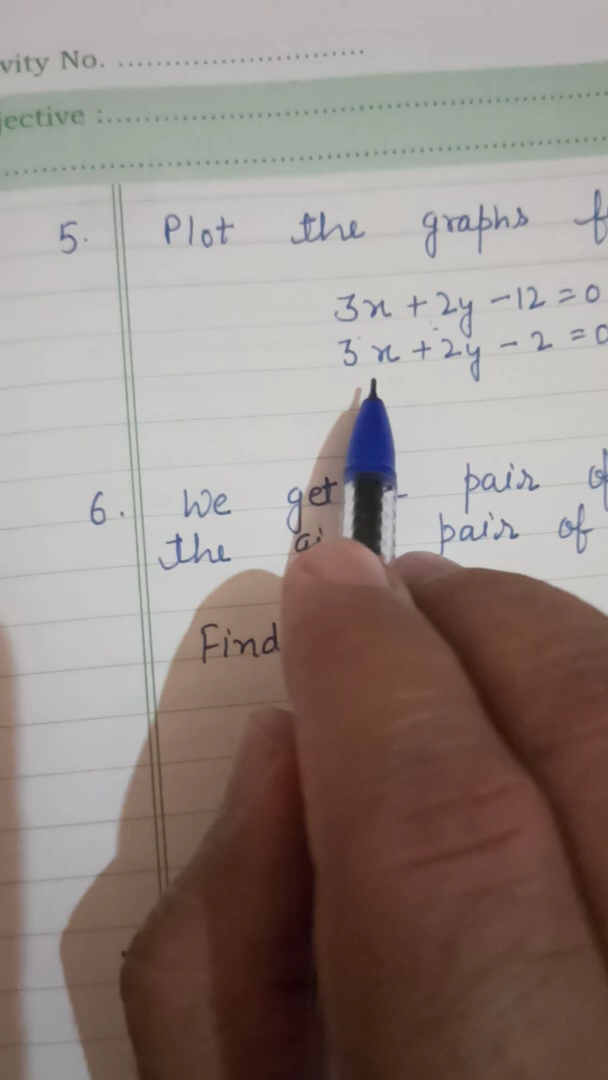 vity No. ..........................
jective :..........................
5. Plot the graphs f
3x + 2y - 12 = 0
3x + 2y - 2 = 0
6. We get pair of
the pair of
Find